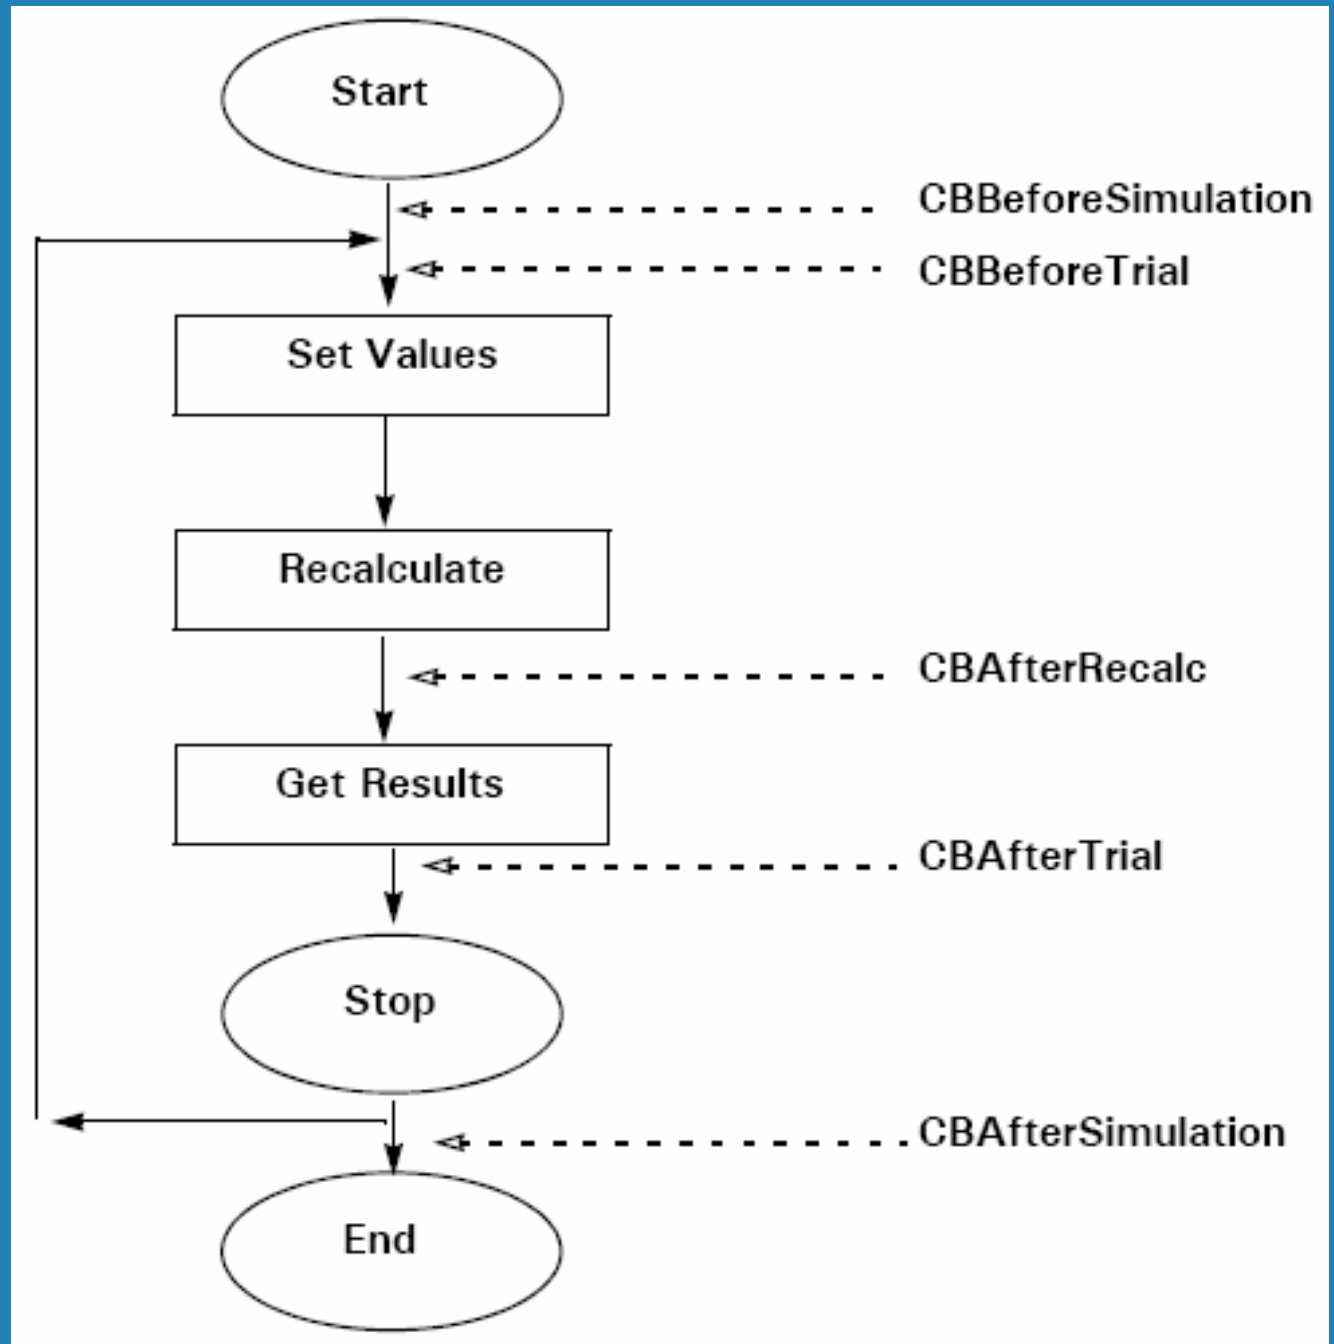 Start
CBBeforeSimulation
CBBeforeTrial
Set Values
Recalculate
CBAfterRecalc
Get Results
CBAfterTrial
Stop
CBAfterSimulation
End